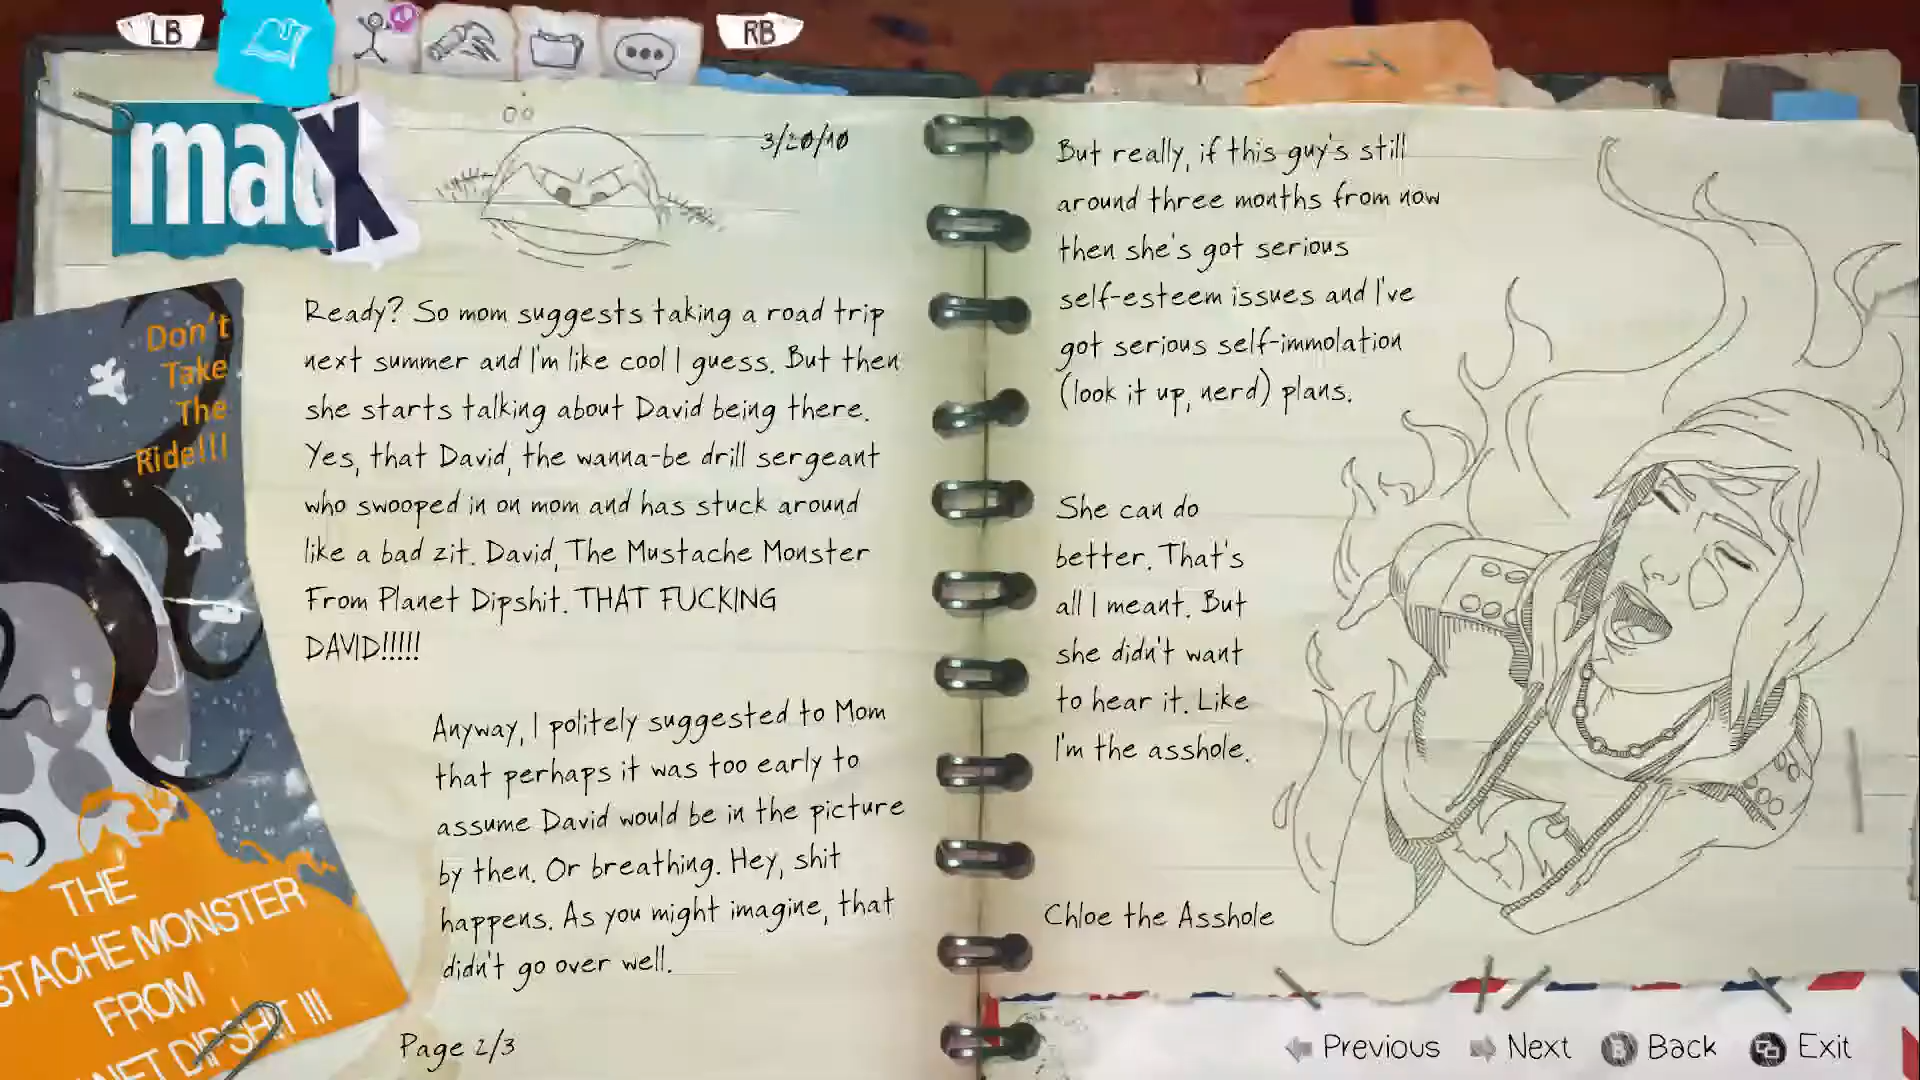 LB
RB
max
3/20/10
Don't
Take
The
Ride!!!
Ready? So mom suggests taking a road trip
next summer and I'm like cool I guess. But then
she starts talking about David being there.
Yes, that David, the wanna-be drill sergeant
who swooped in on mom and has stuck around
like a bad zit. David, The Mustache Monster
From Planet Dipshit. THAT FUCKING
DAVID!!!!!
Anyway, I politely suggested to Mom
that perhaps it was too early to
assume David would be in the picture
by then. Or breathing. Hey, shit
happens. As you might imagine, that
didn't go over well.
THE
STACHE MONSTER
FROM
NET DIPSHIT !!!
Page 2/3
But really, if this guy's still
around three months from now
then she's got serious
self-esteem issues and I've
got serious self-immolation
(look it up, nerd) plans.
She can do
better. That's
all I meant. But
she didn't want
to hear it. Like
I'm the asshole.
Chloe the Asshole
Previous
Next
B Back
Exit